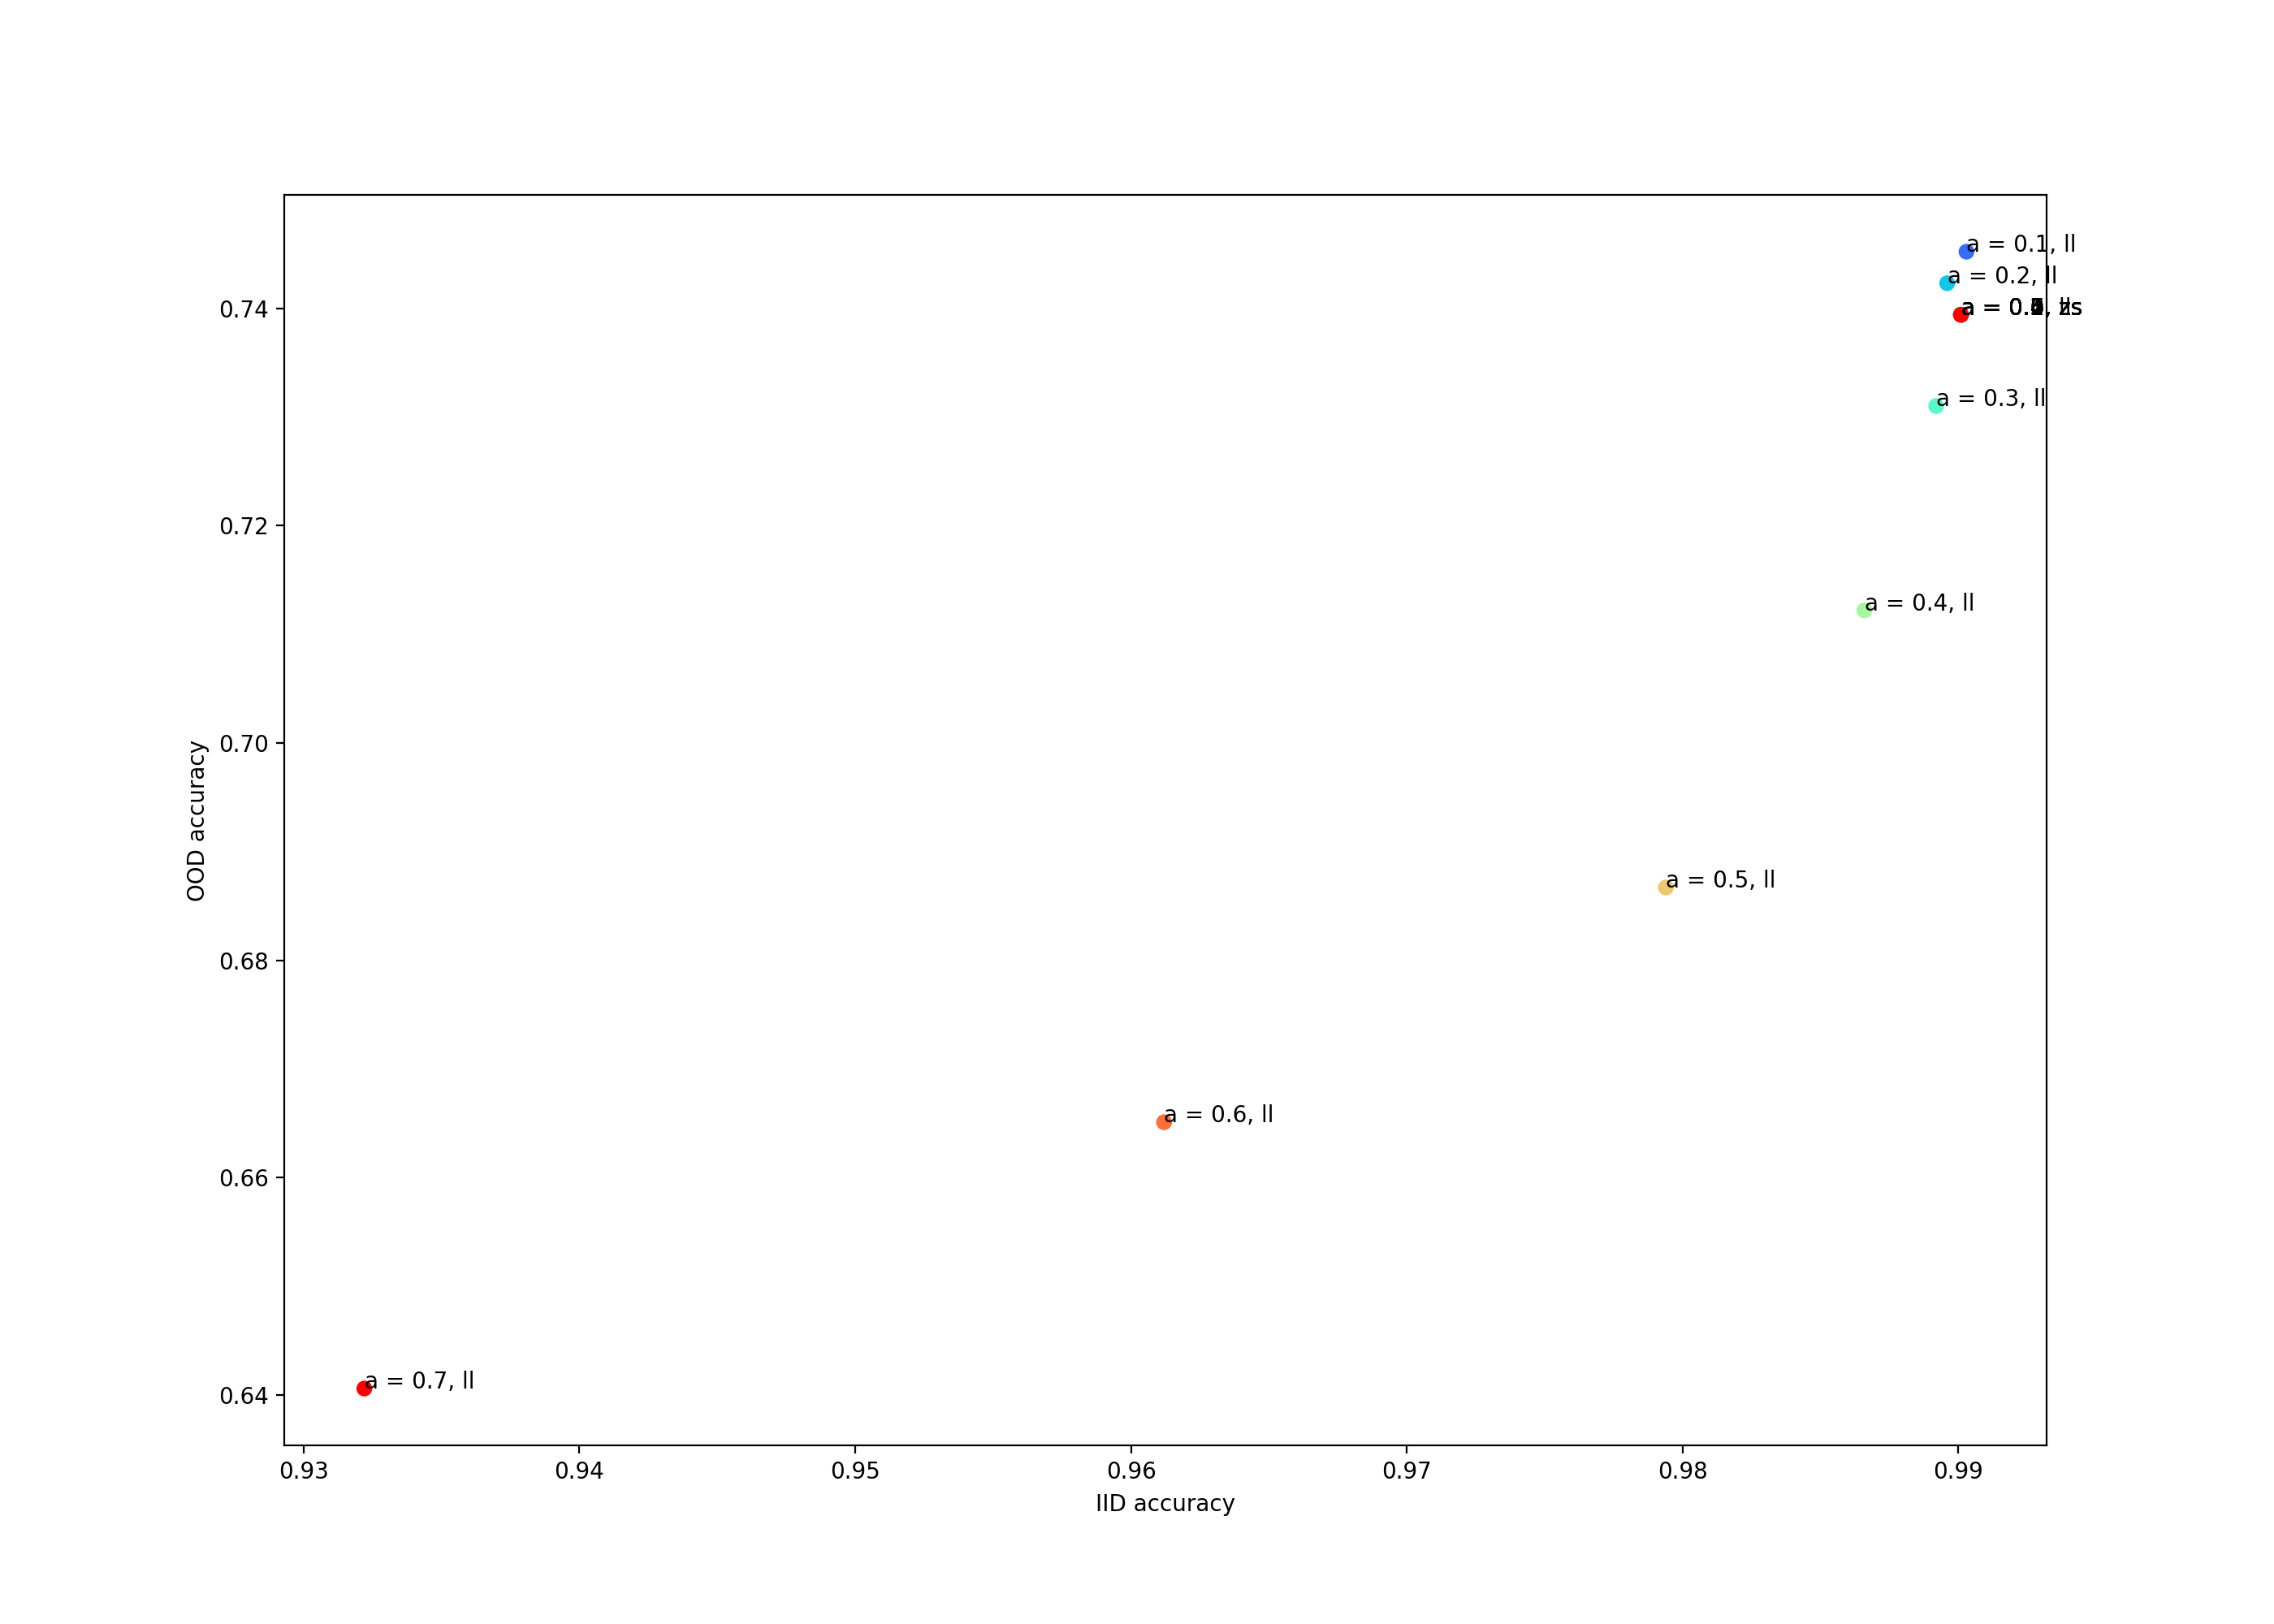 a = 0.1, ll
a = 0.2, ll
a = 0.3, ll
a = 0.4, ll
a = 0.5, ll
a = 0.6, ll
a = 0.7, ll
0.74
0.72
0.70
0.68
0.66
0.64
OOD accuracy
0.93
0.94
0.95
0.96
0.97
0.98
0.99
IID accuracy